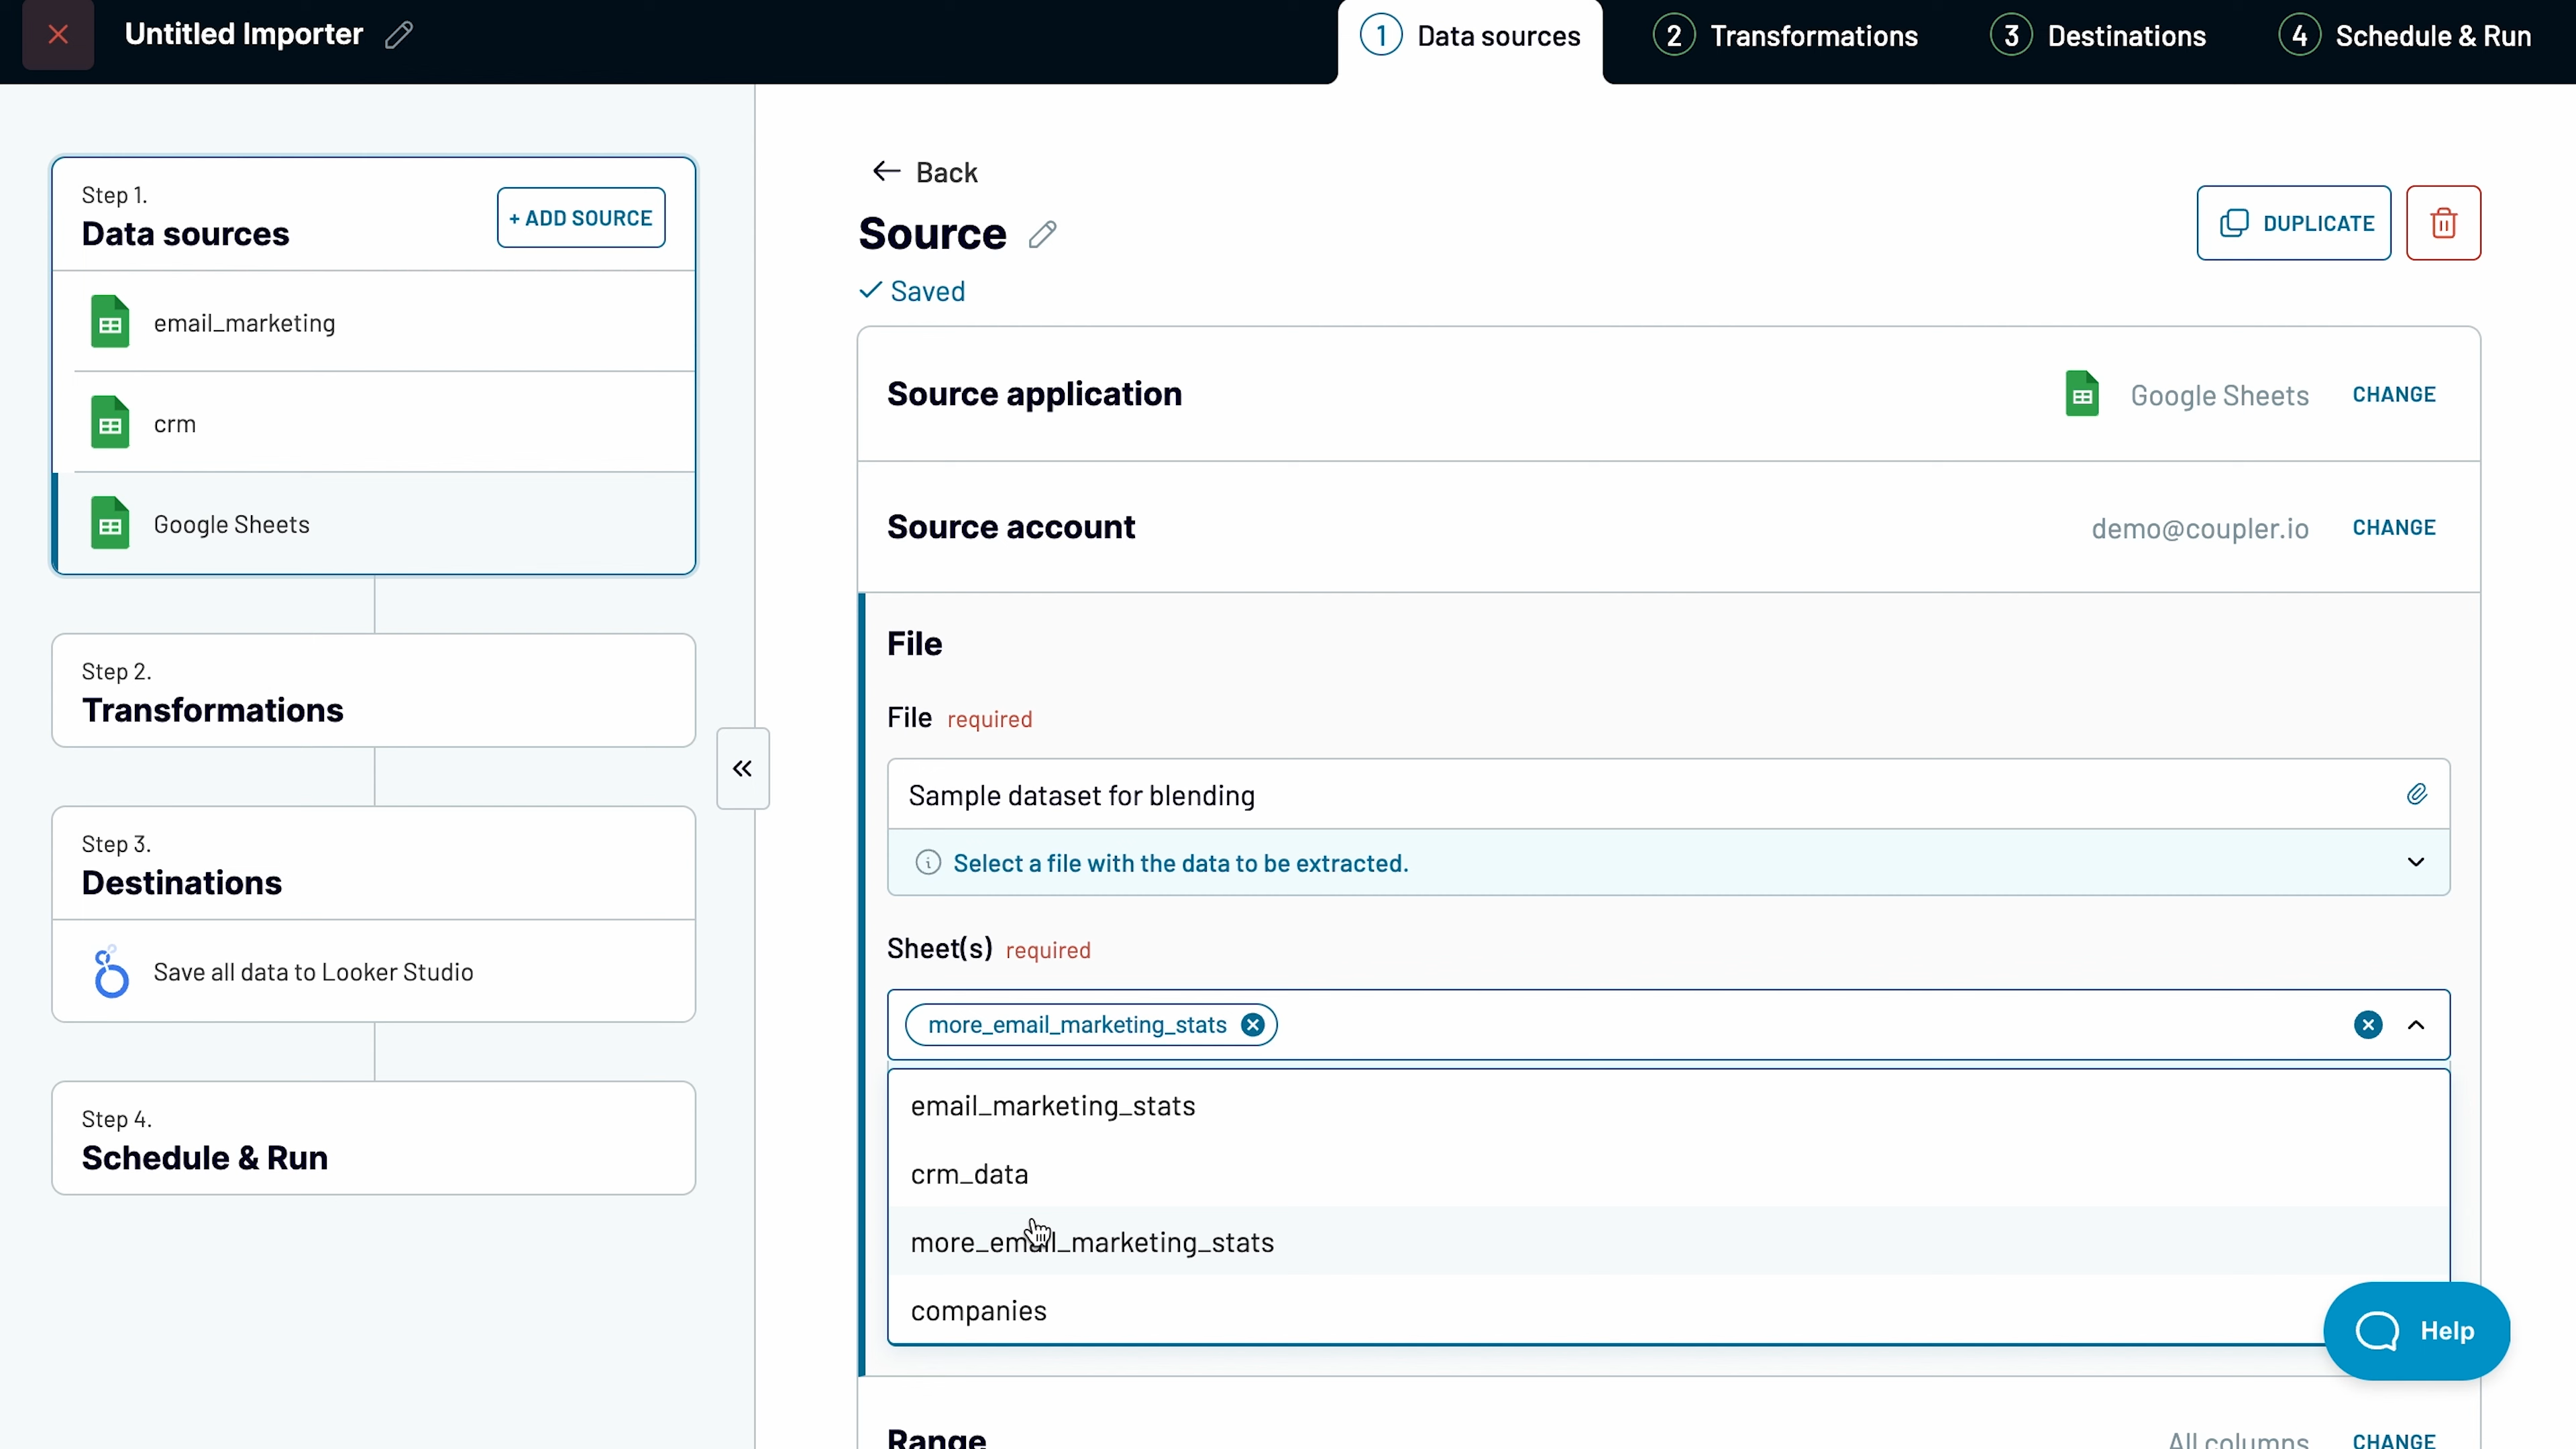 Untitled Importer
1 Data sources
2 Transformations
3 Destinations
4 Schedule & Run
Step 1.
Data sources
+ ADD SOURCE
email_marketing
crm
Google Sheets
Step 2.
Transformations
Step 3.
Destinations
Save all data to Looker Studio
Step 4.
Schedule & Run
Back
Source
Saved
DUPLICATE
Source application
Google Sheets CHANGE
Source account
demo@coupler.io CHANGE
File
File required
Sample dataset for blending
Select a file with the data to be extracted.
Sheet(s) required
more_email_marketing_stats
email_marketing_stats
crm_data
more_email_marketing_stats
companies
Help
Range
All columns CHANGE